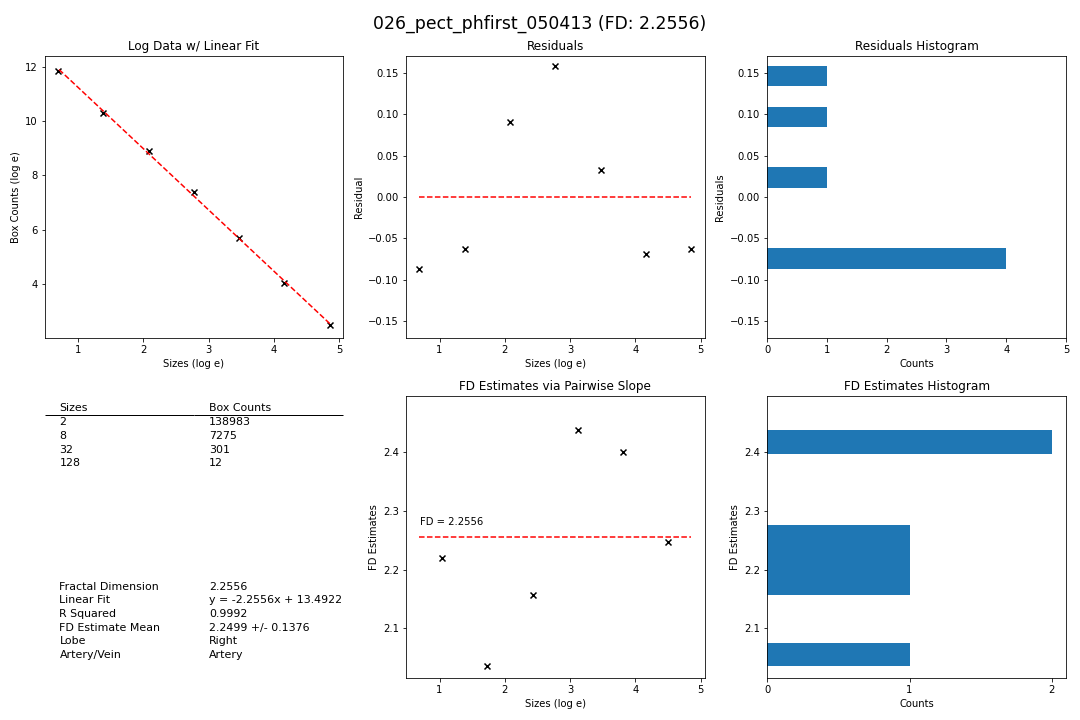 026_pect_phfirst_050413 (FD: 2.2556)
Log Data w/ Linear Fit
12
10
8
6
4
Box Counts (log e)
1 2 3 4 5
Sizes (log e)
Residuals
0.15
0.10
0.05
0.00
−0.05
−0.10
−0.15
Residual
1 2 3 4 5
Sizes (log e)
Residuals Histogram
0.15
0.10
0.05
0.00
−0.05
−0.10
−0.15
Residuals
0 1 2 3 4 5
Counts
Sizes Box Counts
2 138983
8 7275
32 301
128 12
Fractal Dimension 2.2556
Linear Fit y = -2.2556x + 13.4922
R Squared 0.9992
FD Estimate Mean 2.2499 +/- 0.1376
Lobe Right
Artery/Vein Artery
FD Estimates via Pairwise Slope
2.4
2.3
2.2
2.1
FD Estimates
FD = 2.2556
1 2 3 4 5
Sizes (log e)
FD Estimates Histogram
2.4
2.3
2.2
2.1
FD Estimates
0 1 2
Counts